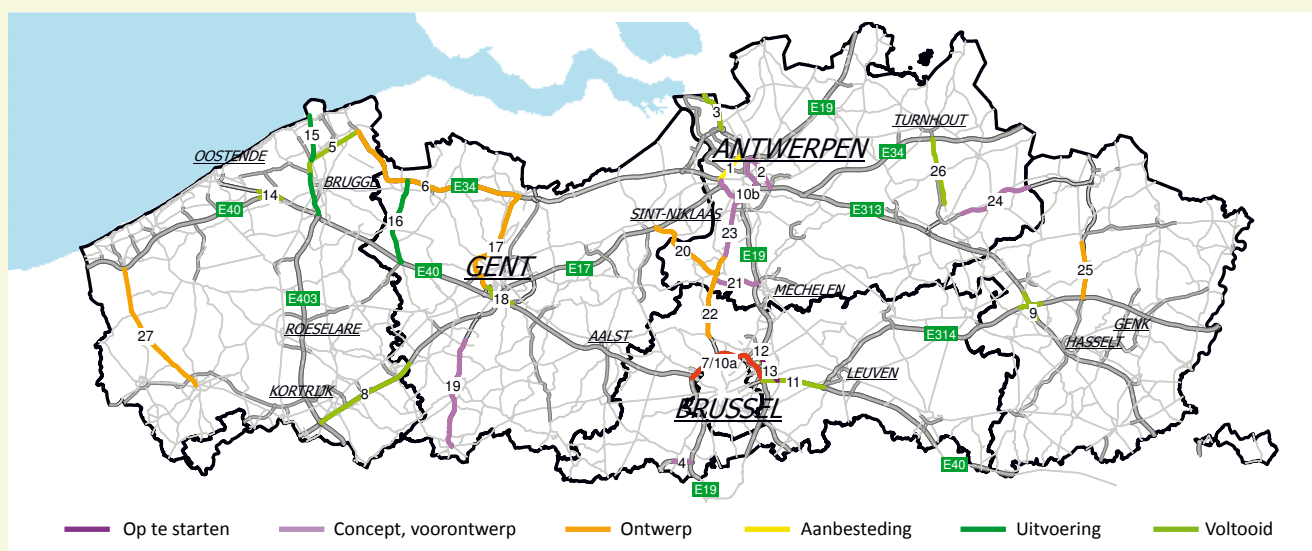 3
E19
TURNHOUT
15
5
ANTWERPEN
OOSTENDE
E34
1
2
BRUGGE
6
E34
10b
26
14
E40
E313
24
SINT-NIKLAAS
16
23
17
20
E19
GENT
E17
E40
25
21
MECHELEN
18
E403
22
9
GENK
ROESELARE
AALST
E314
27
HASSELT
12
7/10a
13
LEUVEN
19
11
KORTRIJK
8
BRUSSEL
4
E40
E19
Op te starten
Concept, voorontwerp
Ontwerp
Aanbesteding
Uitvoering
Voltooid